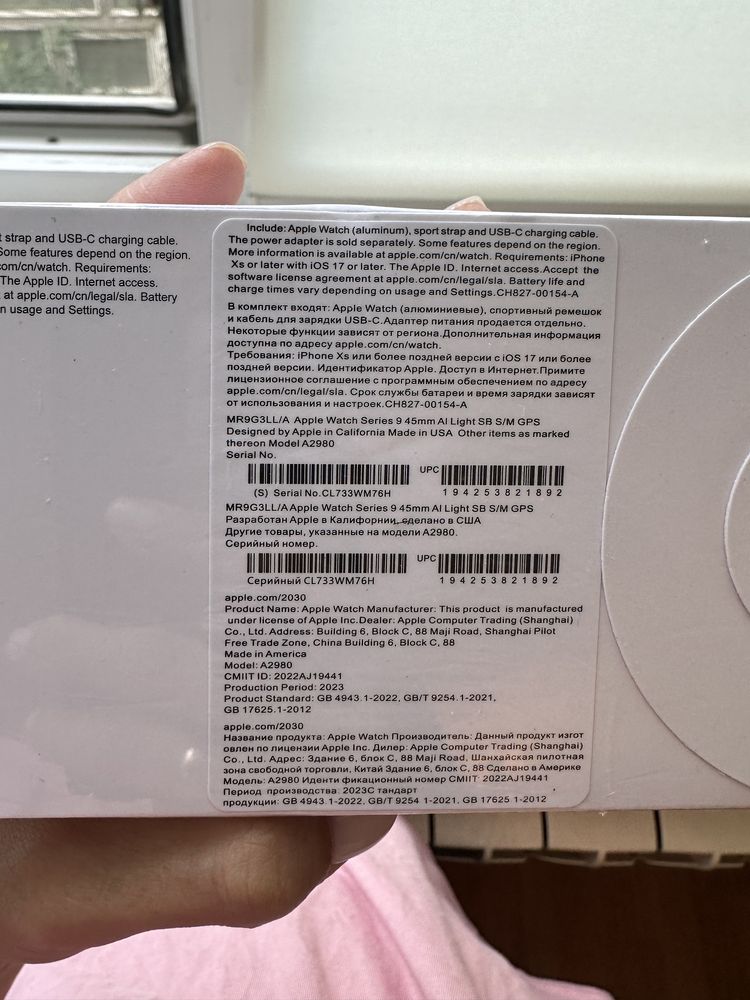 t strap and USB-C charging cable.
Some features depend on the region.
com/cn/watch. Requirements:
The Apple ID. Internet access.
at apple.com/cn/legal/sla. Battery
n usage and Settings.
Include: Apple Watch (aluminum), sport strap and USB-C charging cable.
The power adapter is sold separately. Some features depend on the region.
More information is available at apple.com/cn/watch. Requirements: iPhone
Xs or later with iOS 17 or later. The Apple ID. Internet access.Accept the
software license agreement at apple.com/cn/legal/sla. Battery life and
charge times vary depending on usage and Settings.CH827-00154-A
В комплект входят: Apple Watch (алюминиевые), спортивный ремешок
и кабель для зарядки USB-C.Адаптер питания продается отдельно.
Некоторые функции зависят от региона.Дополнительная информация
доступна по адресу apple.com/cn/watch.
Требования: iPhone Xs или более поздней версии с iOS 17 или более
поздней версии. Идентификатор Apple. Доступ в Интернет.Примите
лицензионное соглашение с программным обеспечением по адресу
apple.com/cn/legal/sla. Срок службы батареи и время зарядки зависят
от использования и настроек.CH827-00154-A
MR9G3LL/A Apple Watch Series 9 45mm Al Light SB S/M GPS
Designed by Apple in California Made in USA Other items as marked
thereon Model A2980
Serial No.
UPC
(S) Serial No.CL733WM76H
194253821892
MR9G3LL/A Apple Watch Series 9 45mm Al Light SB S/M GPS
Разработан Apple в Калифорнии, сделано в США
Другие товары, указанные на модели A2980.
Серийный номер.
UPC
Серийный CL733WM76H
194253821892
apple.com/2030
Product Name: Apple Watch Manufacturer: This product is manufactured
under license of Apple Inc.Dealer: Apple Computer Trading (Shanghai)
Co., Ltd. Address: Building 6, Block C, 88 Maji Road, Shanghai Pilot
Free Trade Zone, China Building 6, Block C, 88
Made in America
Model: A2980
CMIIT ID: 2022AJ19441
Production Period: 2023
Product Standard: GB 4943.1-2022, GB/T 9254.1-2021,
GB 17625.1-2012
apple.com/2030
Название продукта: Apple Watch Производитель: Данный продукт изгот
овлен по лицензии Apple Inc. Дилер: Apple Computer Trading (Shanghai)
Co., Ltd. Адрес: Здание 6, блок C, 88 Maji Road, Шанхайская пилотная
зона свободной торговли, Китай Здание 6, блок C, 88 Сделано в Америке
Модель: A2980 Иденти фикационный номер CMIIT 2022AJ19441
Период производства: 2023С тандарт
продукции: GB 4943 1-2022, GB/T 9254 1-2021, GB 17625 1-2012